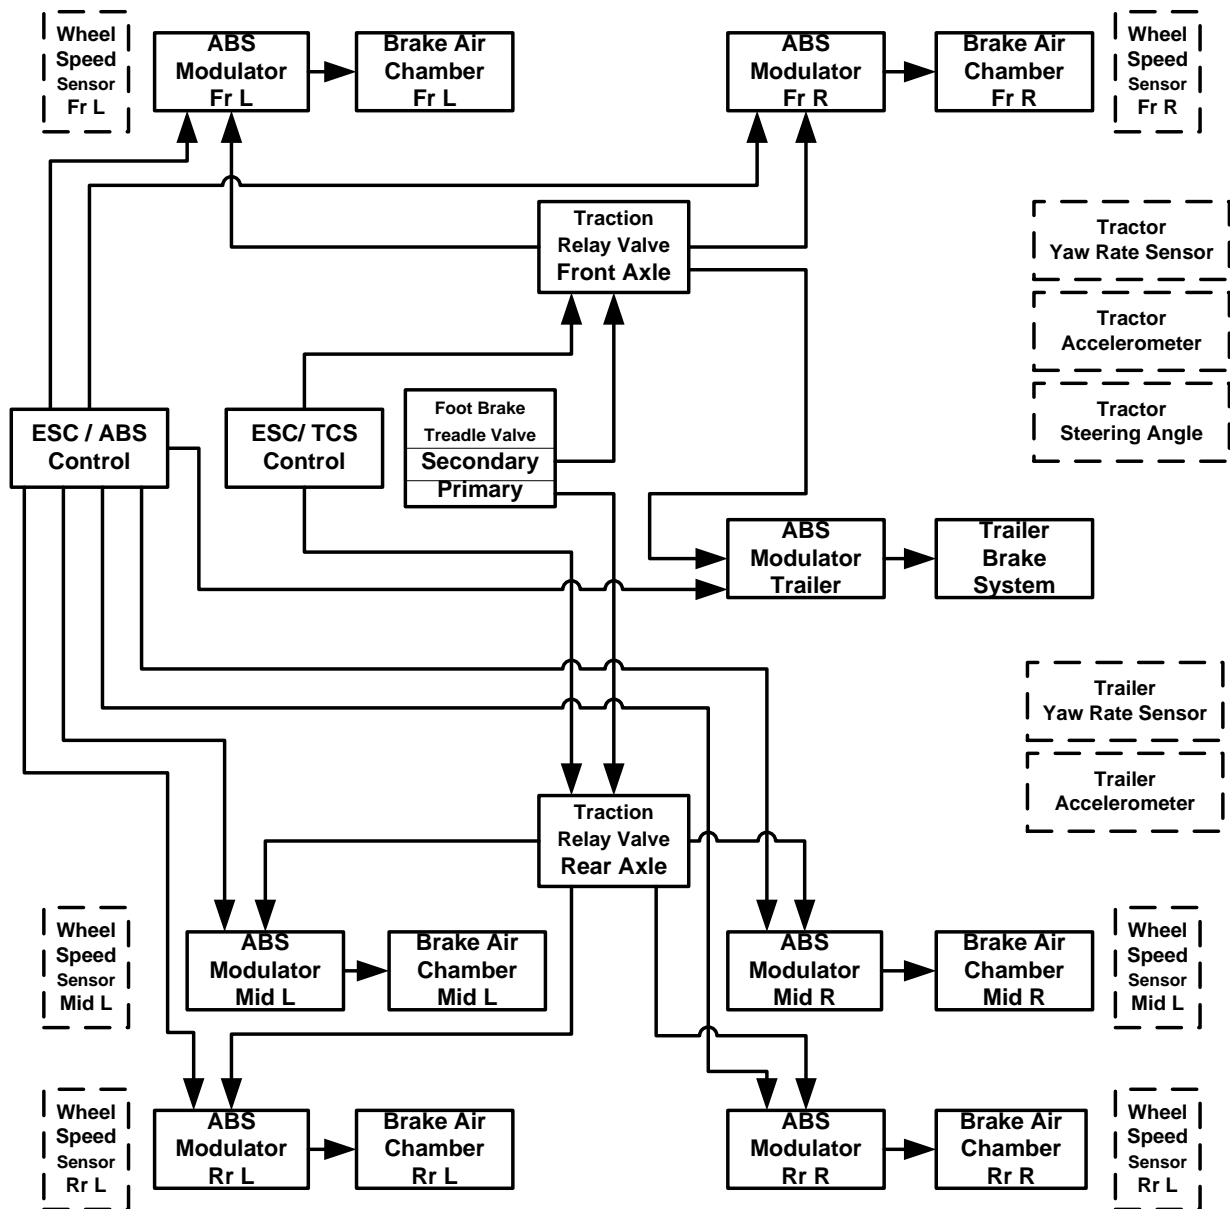 Wheel
Speed
Sensor
Fr L
ABS
Modulator
Fr L
Brake Air
Chamber
Fr L
ABS
Modulator
Fr R
Brake Air
Chamber
Fr R
Wheel
Speed
Sensor
Fr R
Traction
Relay Valve
Front Axle
Tractor
Yaw Rate Sensor
Tractor
Accelerometer
Tractor
Steering Angle
ESC / ABS
Control
ESC/ TCS
Control
Foot Brake
Treadle Valve
Secondary
Primary
ABS
Modulator
Trailer
Trailer
Brake
System
Trailer
Yaw Rate Sensor
Trailer
Accelerometer
Traction
Relay Valve
Rear Axle
Wheel
Speed
Sensor
Mid L
ABS
Modulator
Mid L
Brake Air
Chamber
Mid L
ABS
Modulator
Mid R
Brake Air
Chamber
Mid R
Wheel
Speed
Sensor
Mid L
Wheel
Speed
Sensor
Rr L
ABS
Modulator
Rr L
Brake Air
Chamber
Rr L
ABS
Modulator
Rr R
Brake Air
Chamber
Rr R
Wheel
Speed
Sensor
Rr L